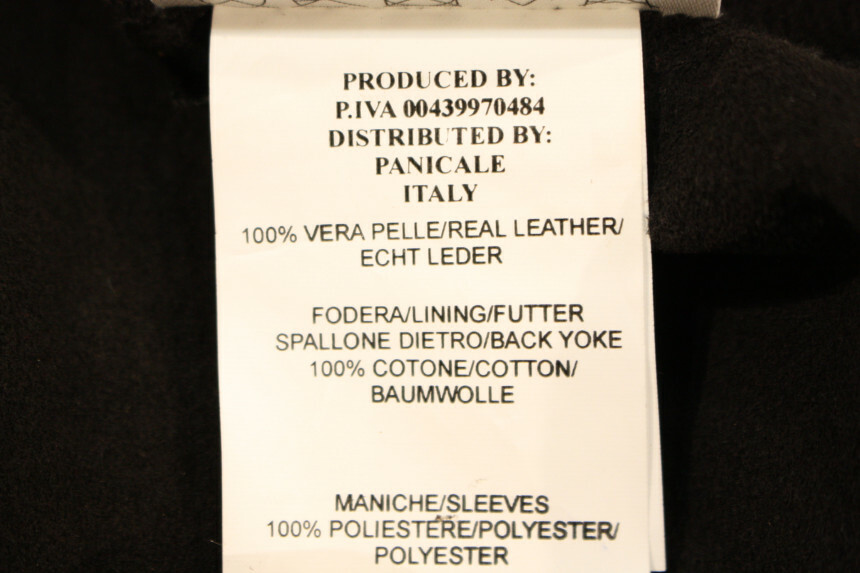 PRODUCED BY:
P.IVA 00439970484
DISTRIBUTED BY:
PANICALE
ITALY
100% VERA PELLE/REAL LEATHER/
ECHT LEDER
FODERA/LINING/FUTTER
SPALLONE DIETRO/BACK YOKE
100% COTONE/COTTON/
BAUMWOLLE
MANICHE/SLEEVES
100% POLIESTERE/POLYESTER/
POLYESTER